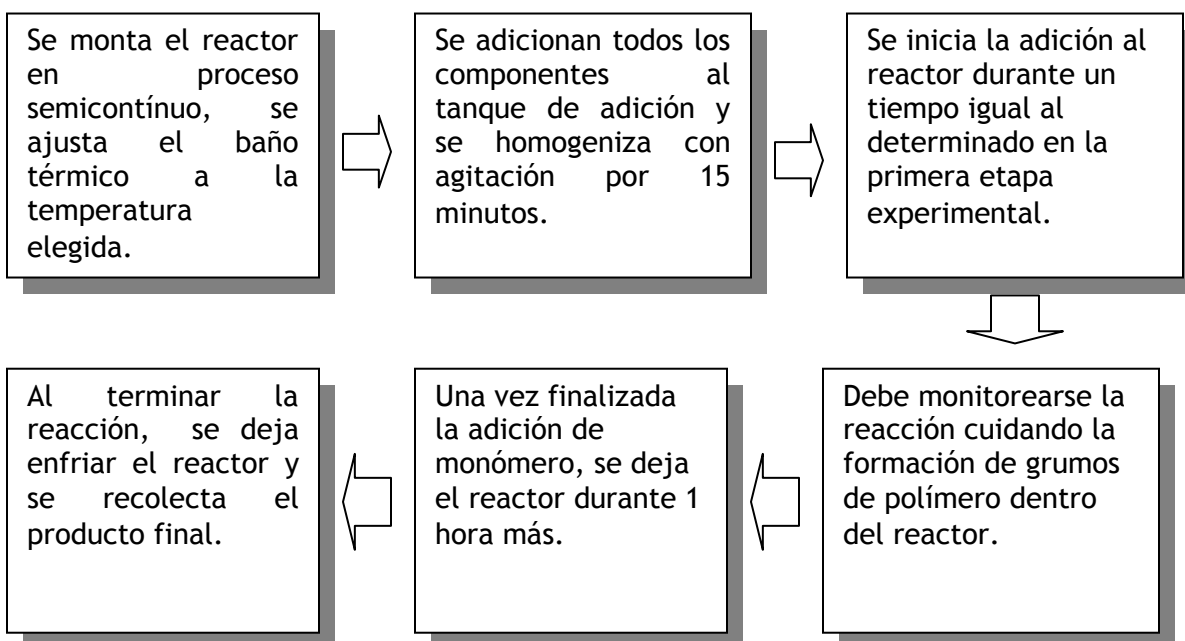 Se monta el reactor
en proceso
semicontínuo, se
ajusta el baño
térmico a la
temperatura
elegida.
Se adicionan todos los
componentes al
tanque de adición y
se homogeniza con
agitación por 15
minutos.
Se inicia la adición al
reactor durante un
tiempo igual al
determinado en la
primera etapa
experimental.
Debe monitorearse la
reacción cuidando la
formación de grumos
de polímero dentro
del reactor.
Una vez finalizada
la adición de
monómero, se deja
el reactor durante 1
hora más.
Al terminar la
reacción, se deja
enfriar el reactor y
se recolecta el
producto final.